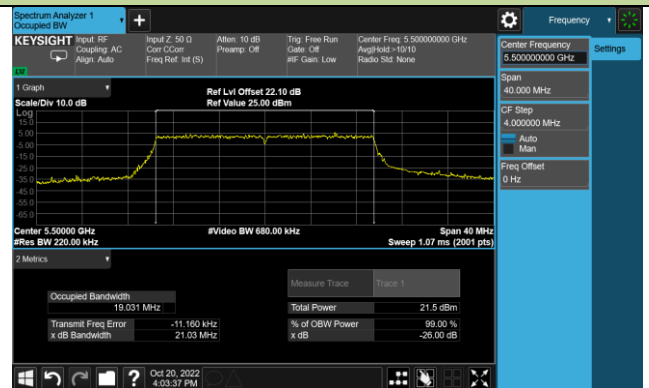 Spectrum Analyzer 1
Occupied BW
Frequency
KEYSIGHT
Input: RF
Coupling: AC
Align: Auto
Input Z: 50 Ω
Corr CCorr
Freq Ref: Int (S)
Atten: 10 dB
Preamp: Off
Trig: Free Run
Gate: Off
#IF Gain: Low
Center Freq: 5.500000000 GHz
Avg|Hold:>10/10
Radio Std: None
Center Frequency
5.500000000 GHz
Settings
Span
40.000 MHz
CF Step
4.000000 MHz
Auto
Man
Freq Offset
0 Hz
1 Graph
Scale/Div 10.0 dB
Ref Lvl Offset 22.10 dB
Ref Value 25.00 dBm
Log
15.0
5.00
-5.00
-15.0
-25.0
-35.0
-45.0
-55.0
-65.0
Center 5.50000 GHz
#Video BW 680.00 kHz
Span 40 MHz
#Res BW 220.00 kHz
Sweep 1.07 ms (2001 pts)
2 Metrics
Measure Trace
Trace 1
Occupied Bandwidth
19.031 MHz
Total Power
21.5 dBm
Transmit Freq Error
-11.160 kHz
% of OBW Power
99.00 %
x dB Bandwidth
21.03 MHz
x dB
-26.00 dB
Oct 20, 2022
4:03:37 PM